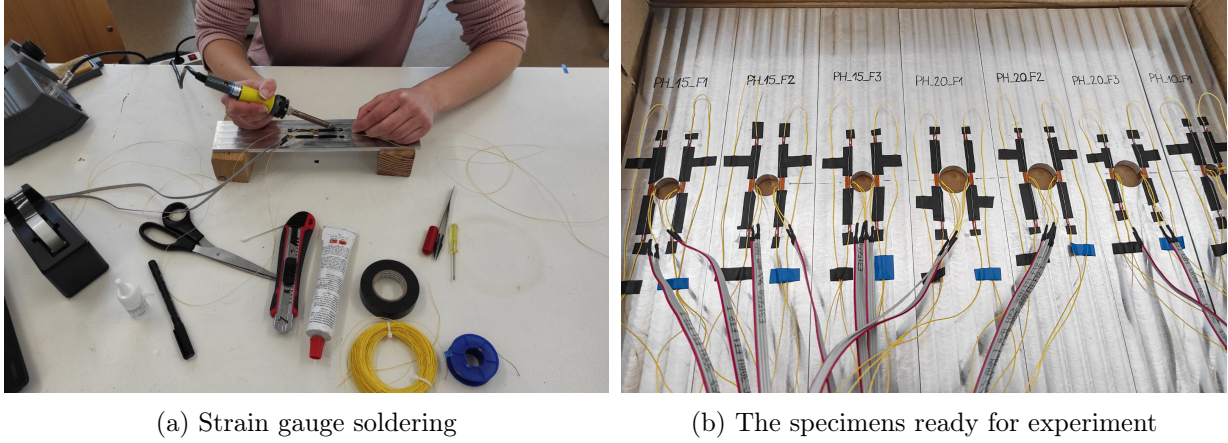 PH_15_F1
PH_15_F2
PH_15_F3
PH_20_F1
PH_20_F2
PH_20_F3
PH_10_F1
(a) Strain gauge soldering
(b) The specimens ready for experiment